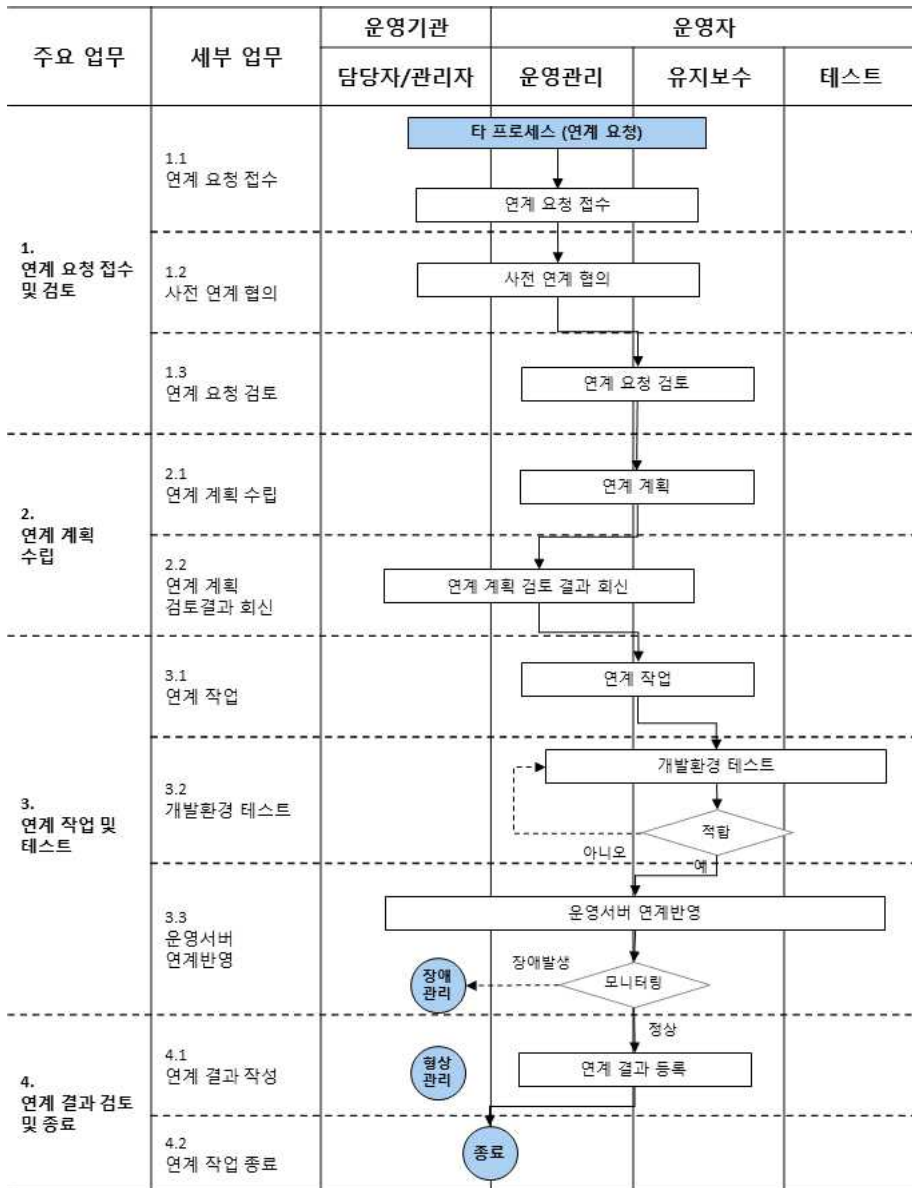 주요 업무
세부 업무
운영기관
운영자
담당자/관리자
운영관리
유지보수
테스트
1.
연계 요청 접수
및 검토
1.1
연계 요청 접수
타 프로세스 (연계 요청)
연계 요청 접수
1.2
사전 연계 협의
사전 연계 협의
1.3
연계 요청 검토
연계 요청 검토
2.
연계 계획
수립
2.1
연계 계획 수립
연계 계획
2.2
연계 계획
검토결과 회신
연계 계획 검토 결과 회신
3.
연계 작업 및
테스트
3.1
연계 작업
연계 작업
3.2
개발환경 테스트
개발환경 테스트
적합
아니오
예
3.3
운영서버
연계반영
운영서버 연계반영
장애발생
모니터링
장애
관리
정상
4.
연계 결과 검토
및 종료
4.1
연계 결과 작성
형상
관리
연계 결과 등록
4.2
연계 작업 종료
종료